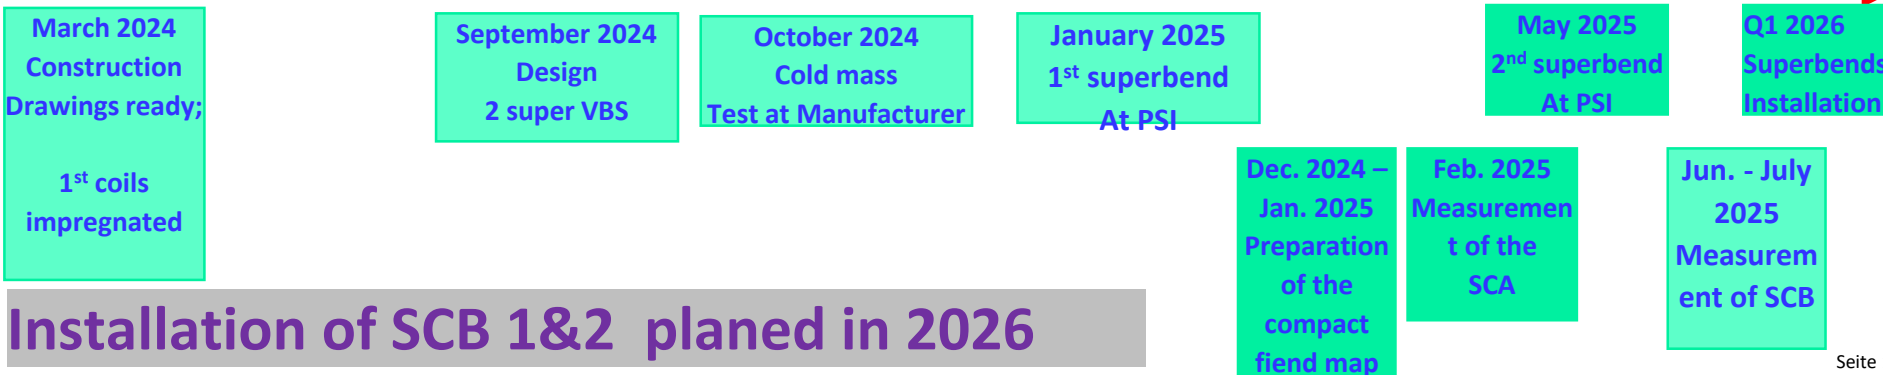 March 2024
Construction
Drawings ready;
1st coils
impregnated
September 2024
Design
2 super VBS
October 2024
Cold mass
Test at Manufacturer
January 2025
1st superbend
At PSI
May 2025
2nd superbend
At PSI
Q1 2026
Superbends
Installation
Dec. 2024 –
Jan. 2025
Preparation
of the
compact
fiend map
Feb. 2025
Measuremen
t of the
SCA
Jun. - July
2025
Measurem
ent of SCB
Installation of SCB 1&2  planed in 2026
Seite